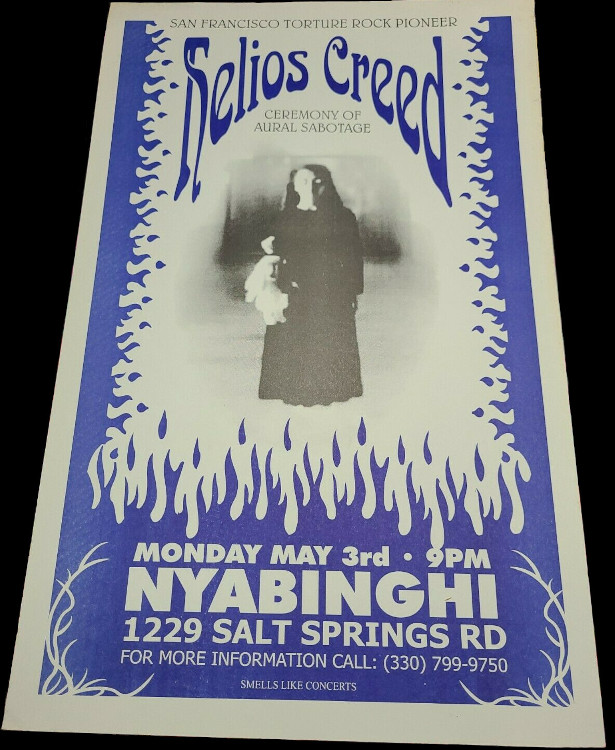 SAN FRANCISCO TORTURE ROCK PIONEER
Helios Creed
CEREMONY OF
AURAL SABOTAGE
MONDAY MAY 3rd • 9PM
NYABINGHI
1229 SALT SPRINGS RD
FOR MORE INFORMATION CALL: (330) 799-9750
SMELLS LIKE CONCERTS